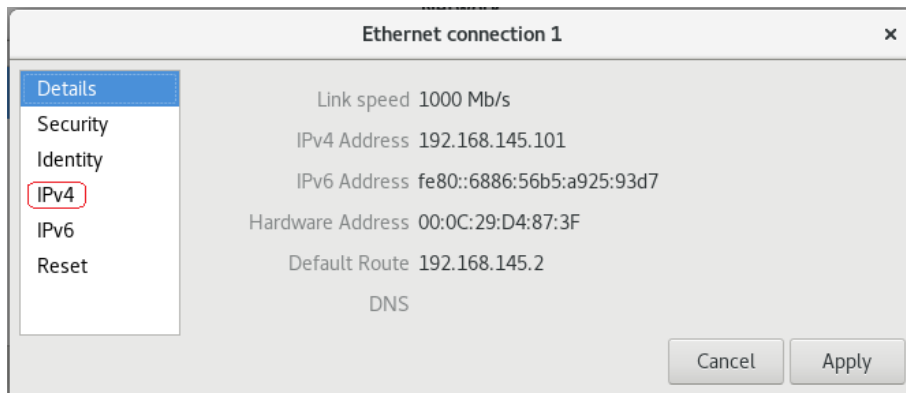 Ethernet connection 1
×
Details
Security
Identity
IPv4
IPv6
Reset
Link speed 1000 Mb/s
IPv4 Address 192.168.145.101
IPv6 Address fe80::6886:56b5:a925:93d7
Hardware Address 00:0C:29:D4:87:3F
Default Route 192.168.145.2
DNS
Cancel Apply